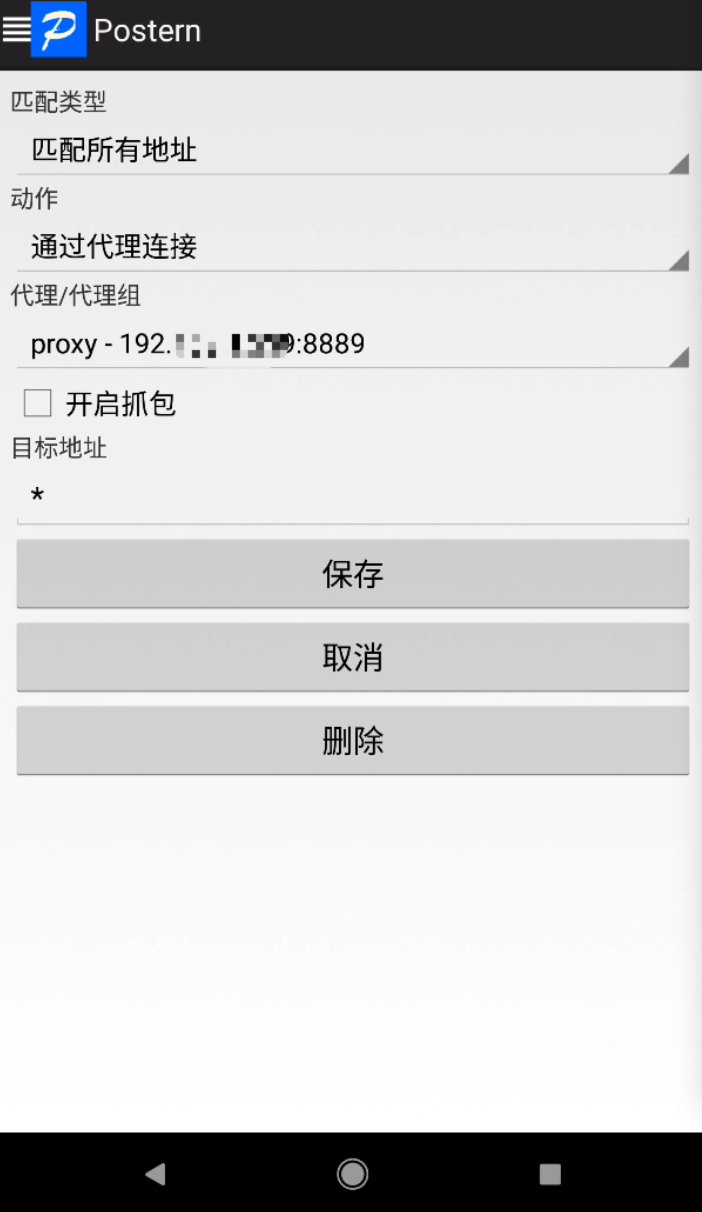 Postern
匹配类型
匹配所有地址
动作
通过代理连接
代理/代理组
proxy - 192. :8889
开启抓包
目标地址
*
保存
取消
删除